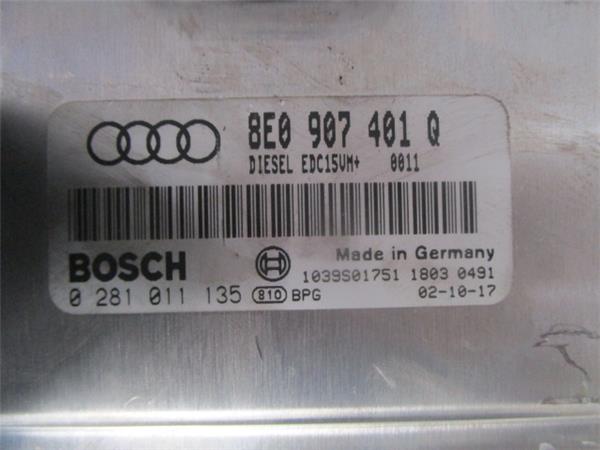 8E0 907 401 Q
DIESEL EDC15VM+ 0011
BOSCH
Made in Germany
1039S01751 1803 0491
0 281 011 135 810 BPG 02-10-17